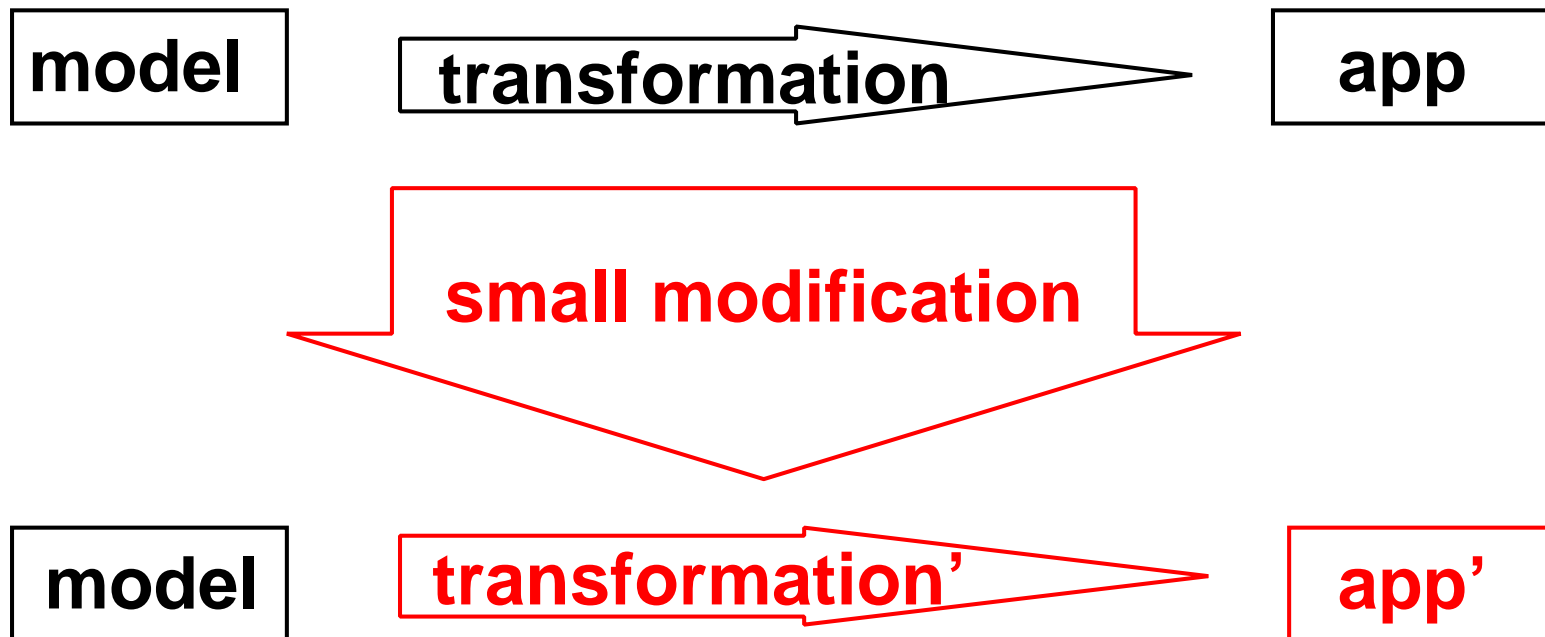 model transformation app
small modification
model transformation’ app’